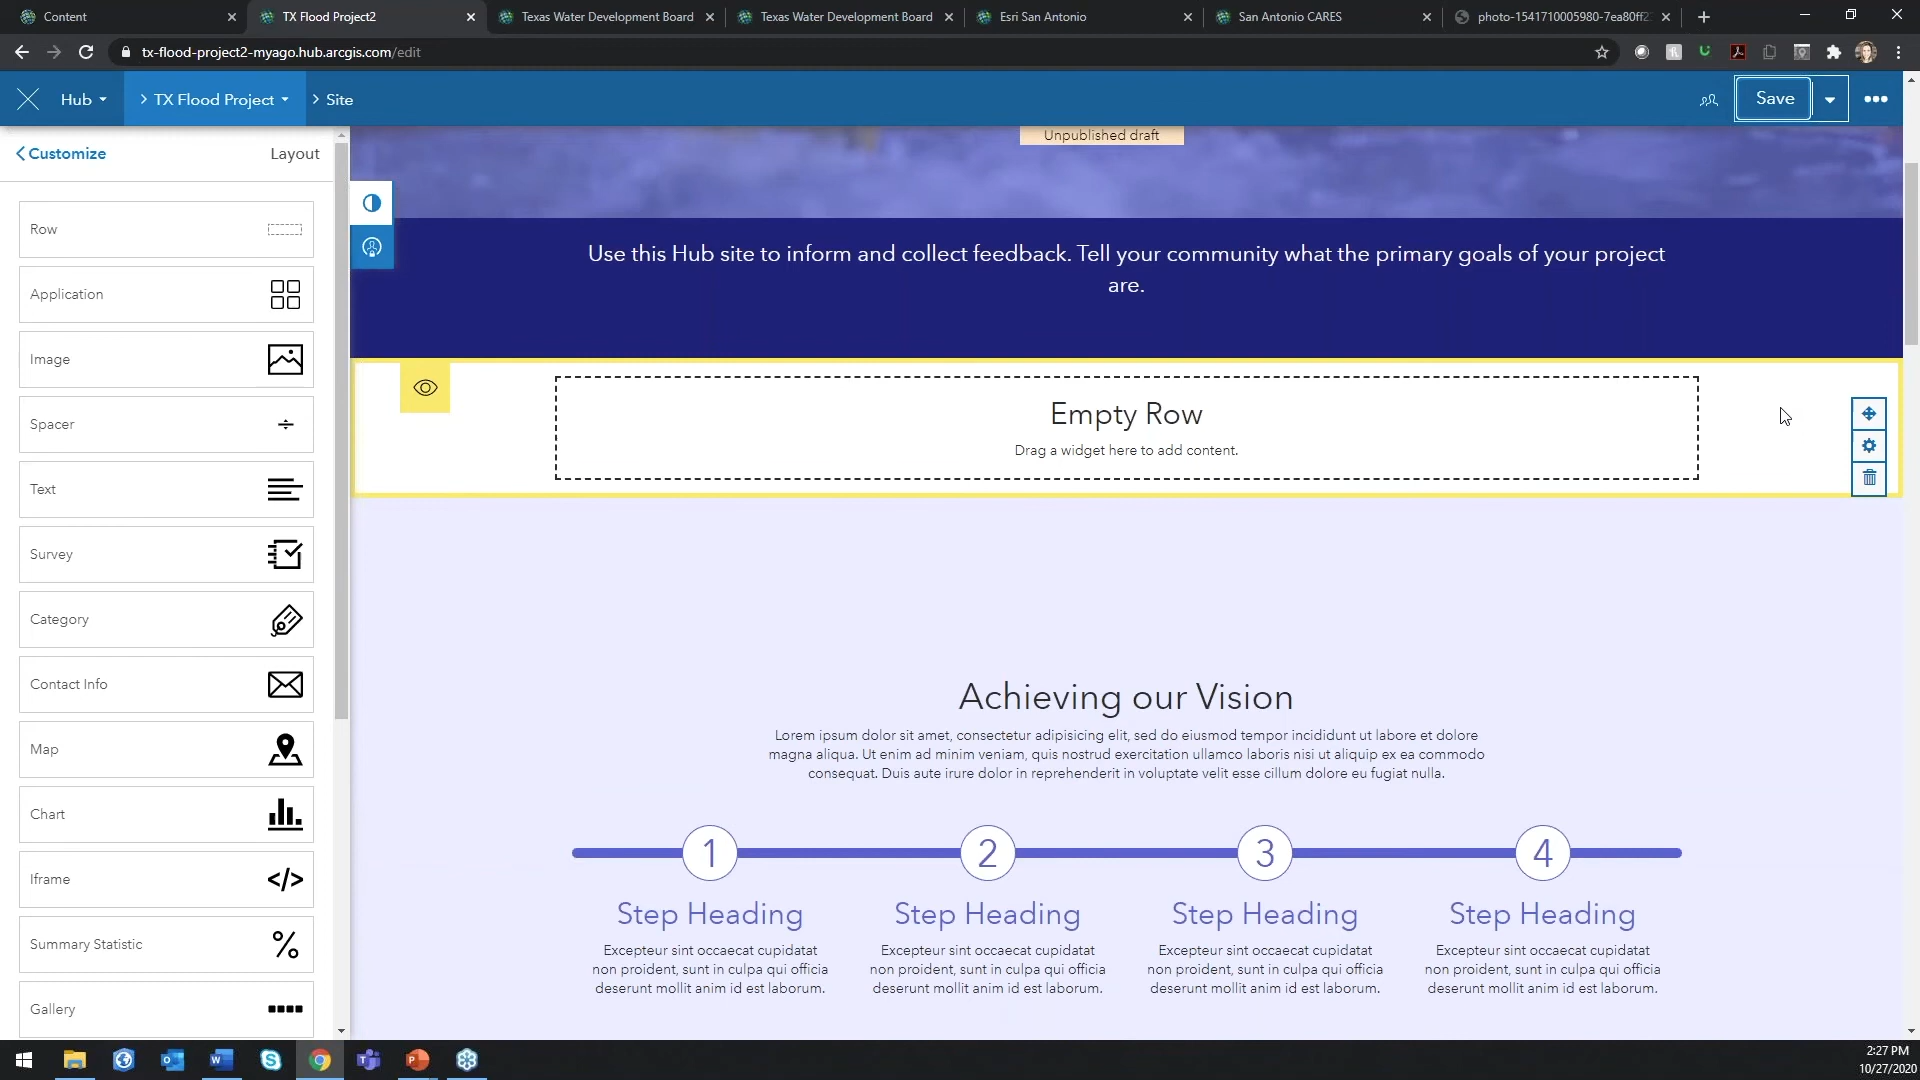 Content
TX Flood Project2
Texas Water Development Board
Texas Water Development Board
Esri San Antonio
San Antonio CARES
photo-1541710005980-7ea80ff2
tx-flood-project2-myago.hub.arcgis.com/edit
Hub
TX Flood Project
Site
Save
Customize
Layout
Unpublished draft
Row
Application
Image
Spacer
Text
Survey
Category
Contact Info
Map
Chart
Iframe
Summary Statistic
Gallery
Use this Hub site to inform and collect feedback. Tell your community what the primary goals of your project
are.
Empty Row
Drag a widget here to add content.
Achieving our Vision
Lorem ipsum dolor sit amet, consectetur adipisicing elit, sed do eiusmod tempor incididunt ut labore et dolore
magna aliqua. Ut enim ad minim veniam, quis nostrud exercitation ullamco laboris nisi ut aliquip ex ea commodo
consequat. Duis aute irure dolor in reprehenderit in voluptate velit esse cillum dolore eu fugiat nulla.
1
2
3
4
Step Heading
Step Heading
Step Heading
Step Heading
Excepteur sint occaecat cupidatat
non proident, sunt in culpa qui officia
deserunt mollit anim id est laborum.
Excepteur sint occaecat cupidatat
non proident, sunt in culpa qui officia
deserunt mollit anim id est laborum.
Excepteur sint occaecat cupidatat
non proident, sunt in culpa qui officia
deserunt mollit anim id est laborum.
Excepteur sint occaecat cupidatat
non proident, sunt in culpa qui officia
deserunt mollit anim id est laborum.
2:27 PM
10/27/2020